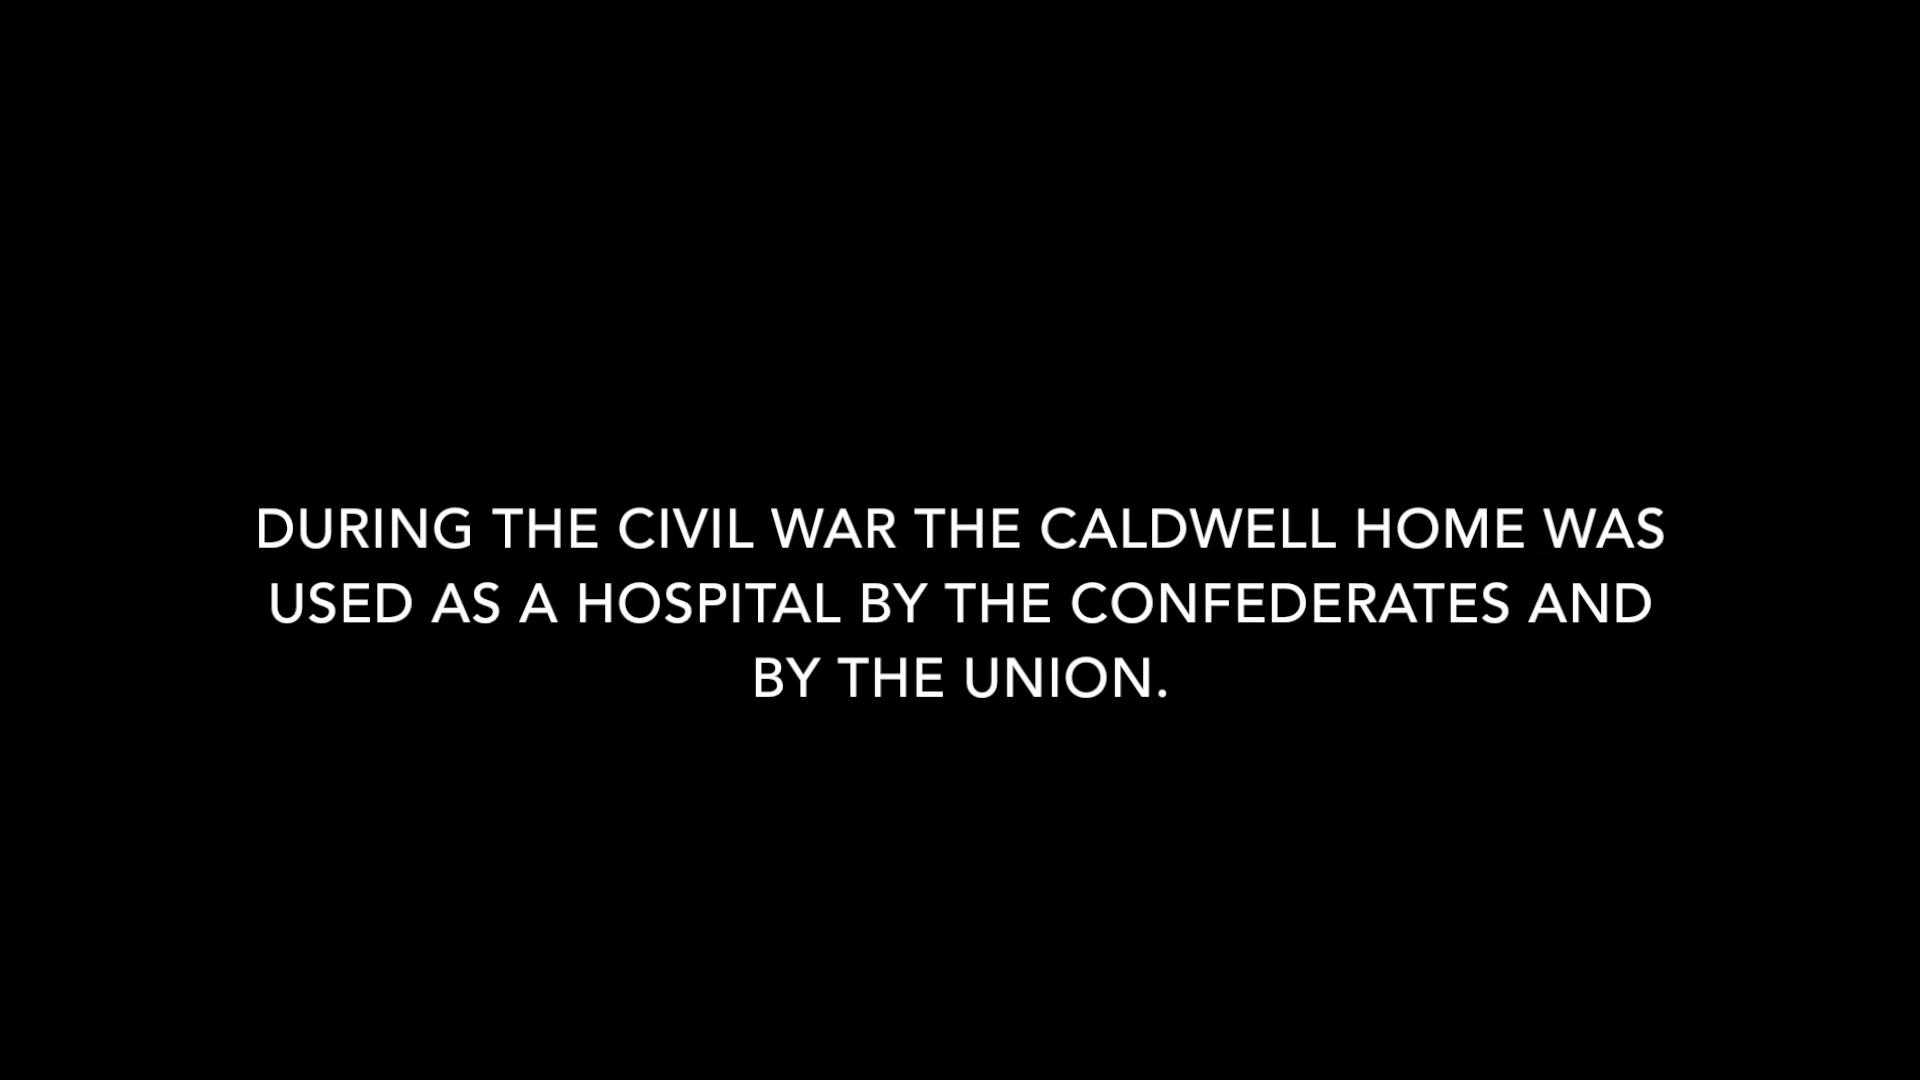 DURING THE CIVIL WAR THE CALDWELL HOME WAS
USED AS A HOSPITAL BY THE CONFEDERATES AND
BY THE UNION.